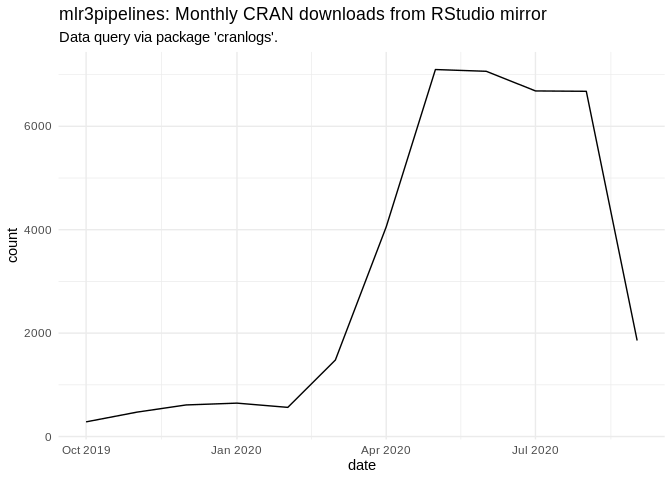 mlr3pipelines: Monthly CRAN downloads from RStudio mirror
Data query via package 'cranlogs'.
6000
4000
count
2000
0
Oct 2019 Jan 2020 Apr 2020 Jul 2020
date